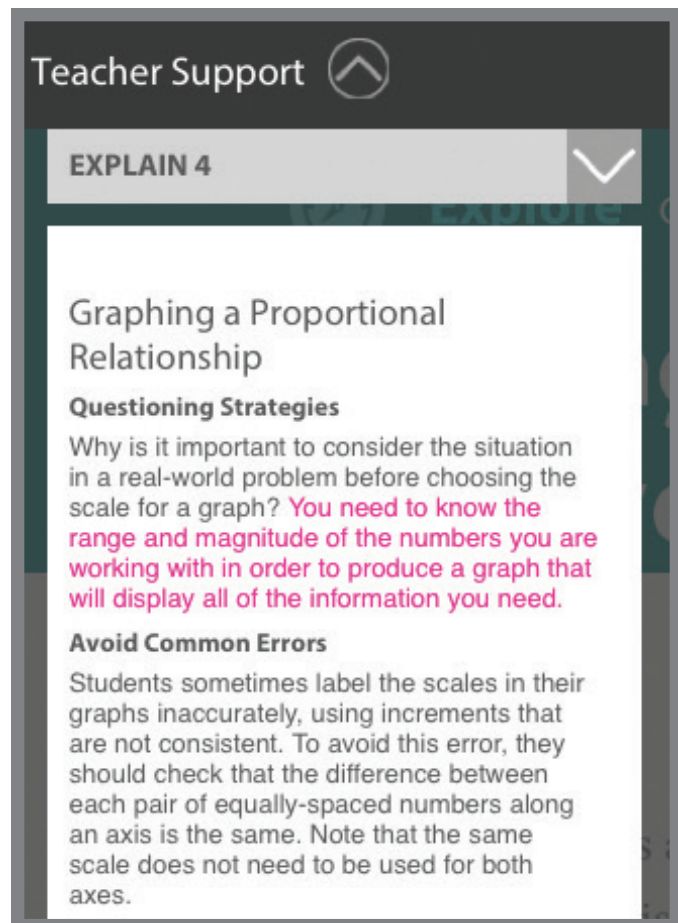 Teacher Support
EXPLAIN 4
Explore
Graphing a Proportional
Relationship
Questioning Strategies
Why is it important to consider the situation
in a real-world problem before choosing the
scale for a graph? You need to know the
range and magnitude of the numbers you are
working with in order to produce a graph that
will display all of the information you need.
Avoid Common Errors
Students sometimes label the scales in their
graphs inaccurately, using increments that
are not consistent. To avoid this error, they
should check that the difference between
each pair of equally-spaced numbers along
an axis is the same. Note that the same
scale does not need to be used for both
axes.